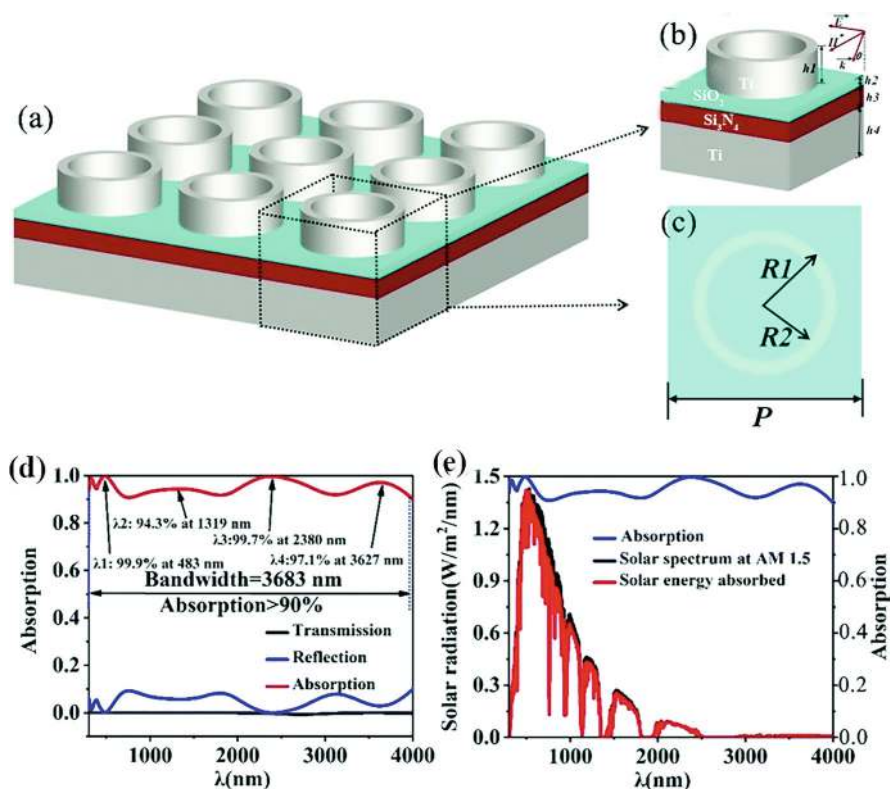 (a)
(b)
E
H
k
θ
h1
h2
h3
h4
Ti
SiO2
Si3N4
Ti
(c)
R1
R2
P
(d)
1.0
0.8
0.6
0.4
0.2
0.0
Absorption
λ2: 94.3% at 1319 nm
λ3:99.7% at 2380 nm
λ1: 99.9% at 483 nm
λ4:97.1% at 3627 nm
Bandwidth=3683 nm
Absorption>90%
Transmission
Reflection
Absorption
1000 2000 3000 4000
λ(nm)
(e)
1.5
1.2
0.9
0.6
0.3
0.0
Solar radiation(W/m²/nm)
Absorption
Solar spectrum at AM 1.5
Solar energy absorbed
1.0
0.8
0.6
0.4
0.2
0.0
Absorption
1000 2000 3000 4000
λ(nm)